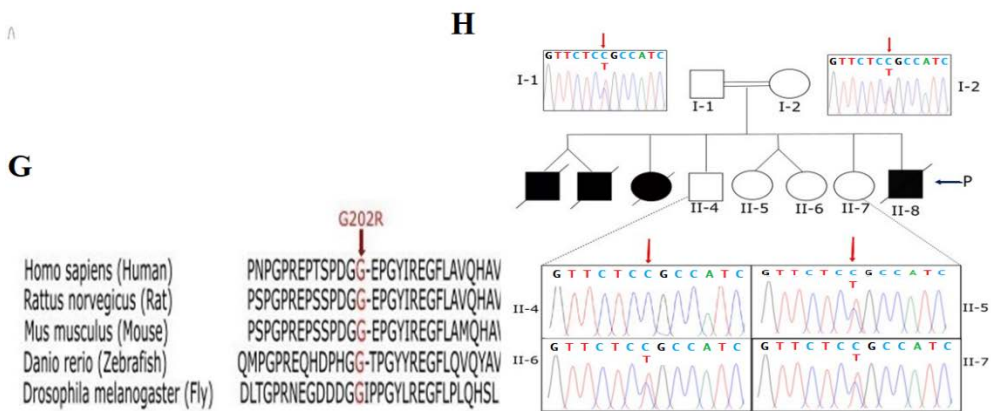 H
GTTCTCCGCCATC
T
I-1
GTTCTCCGCCATC
T
I-2
I-1
I-2
II-4
II-5
II-6
II-7
II-8
P
G
G202R
Homo sapiens (Human) PNPGPREPTSPDGG-EPGYIREGFLAVQHAV
Rattus norvegicus (Rat) PSPGPREPSSPDGG-EPGYIREGFLAVQHAV
Mus musculus (Mouse) PSPGPREPSSPDGG-EPGYIREGFLAMQHAV
Danio rerio (Zebrafish) QMPGPREQHDPHGG-TPGYYREGFLQVQYAV
Drosophila melanogaster (Fly) DLTGPRNEGDDDGGIPPGYLREGFLPLQHSL
GTTCTCCGCCATC
II-4
GTTCTCCGCCATC
T
II-5
GTTCTCCGCCATC
T
II-6
GTTCTCCGCCATC
T
II-7